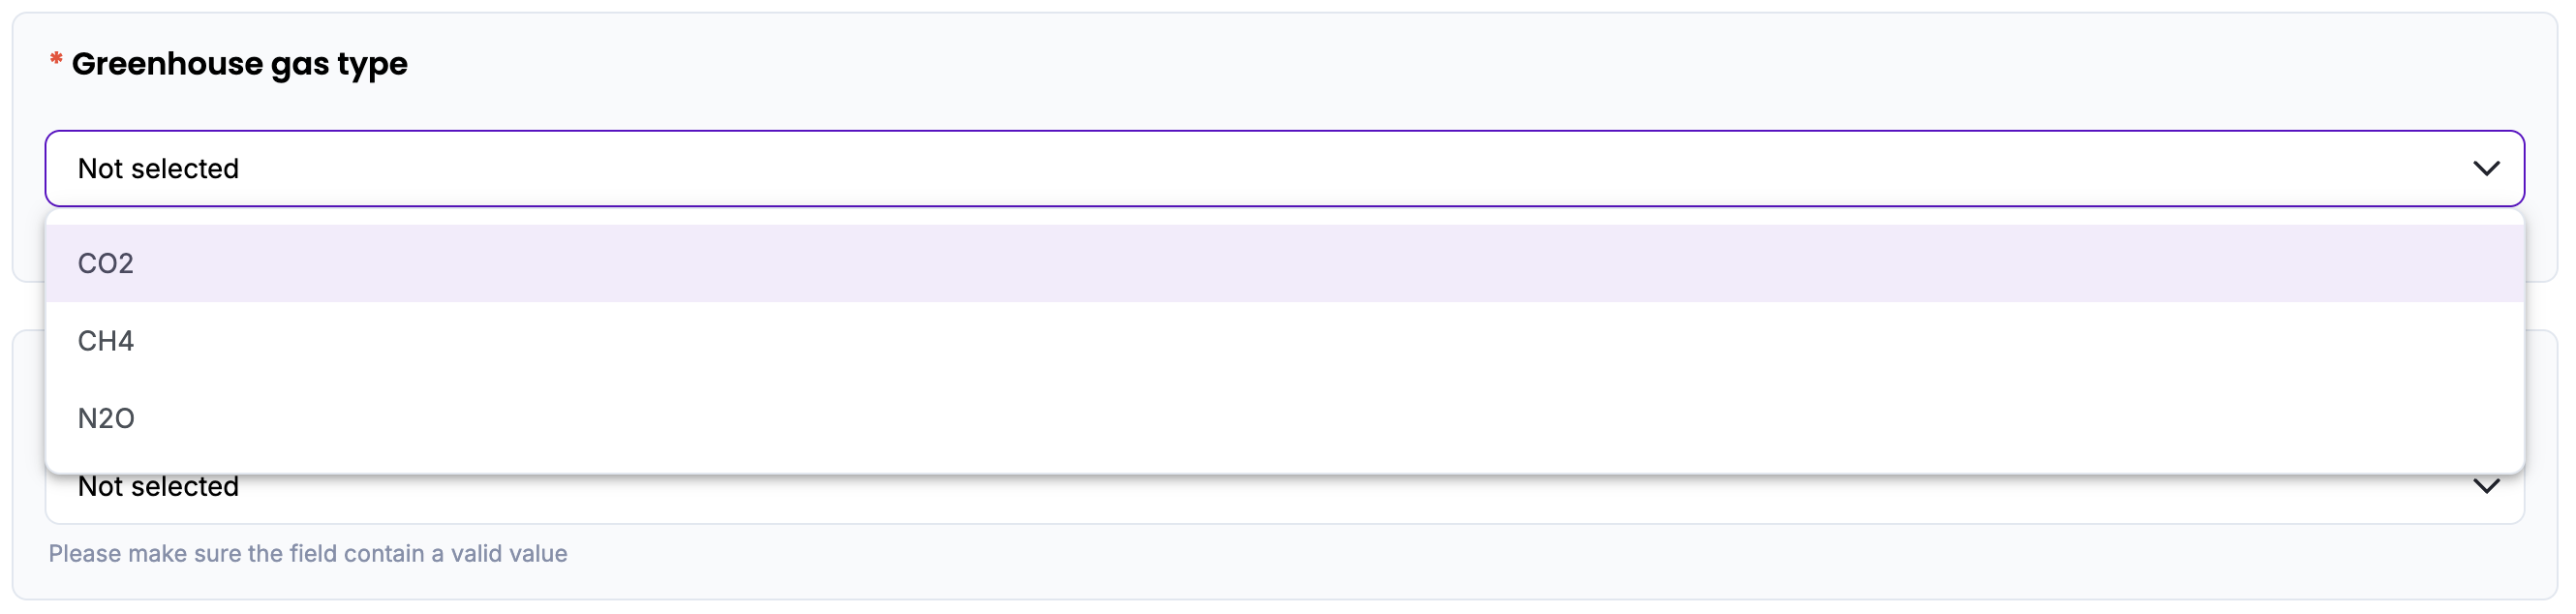 * Greenhouse gas type
Not selected
CO2
CH4
N2O
Not selected
Please make sure the field contain a valid value